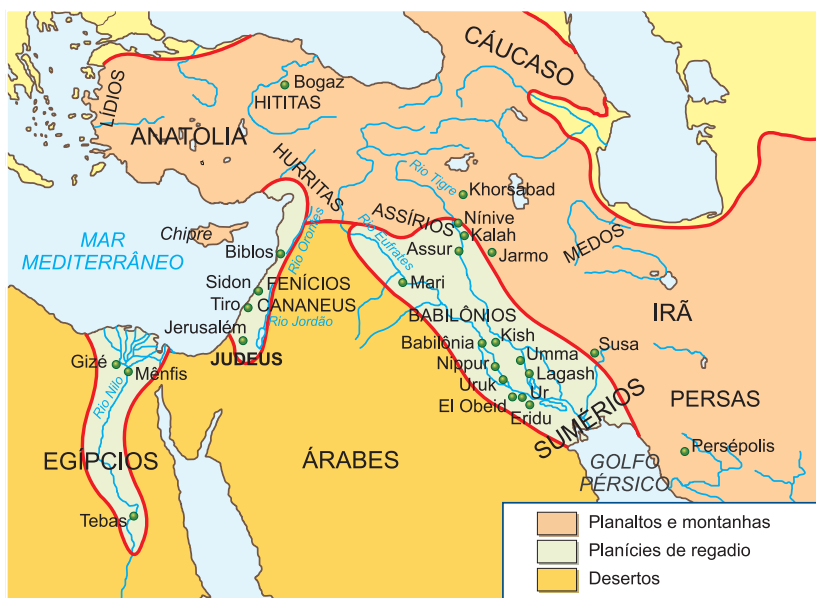 CÁUCASO
Bogaz
HITITAS
LÍDIOS
ANATOLIA
HURRITAS
Rio Tigre
Khorsabad
ASSÍRIOS
Nínive
Kalah
Assur
Jarmo
MEDOS
Chipre
MAR
MEDITERRÂNEO
Biblos
Rio Orontes
Rio Eufrates
Mari
Sidon
FENÍCIOS
Tiro
CANANEUS
Rio Jordão
Jerusalém
JUDEUS
IRÃ
BABILÔNIOS
Babilônia
Kish
Susa
Umma
Nippur
Lagash
Uruk
Ur
El Obeid
Eridu
SUMÉRIOS
PERSAS
Persépolis
GOLFO
PÉRSICO
Gizé
Mênfis
Rio Nilo
EGÍPCIOS
ÁRABES
Tebas
Planaltos e montanhas
Planícies de regadio
Desertos